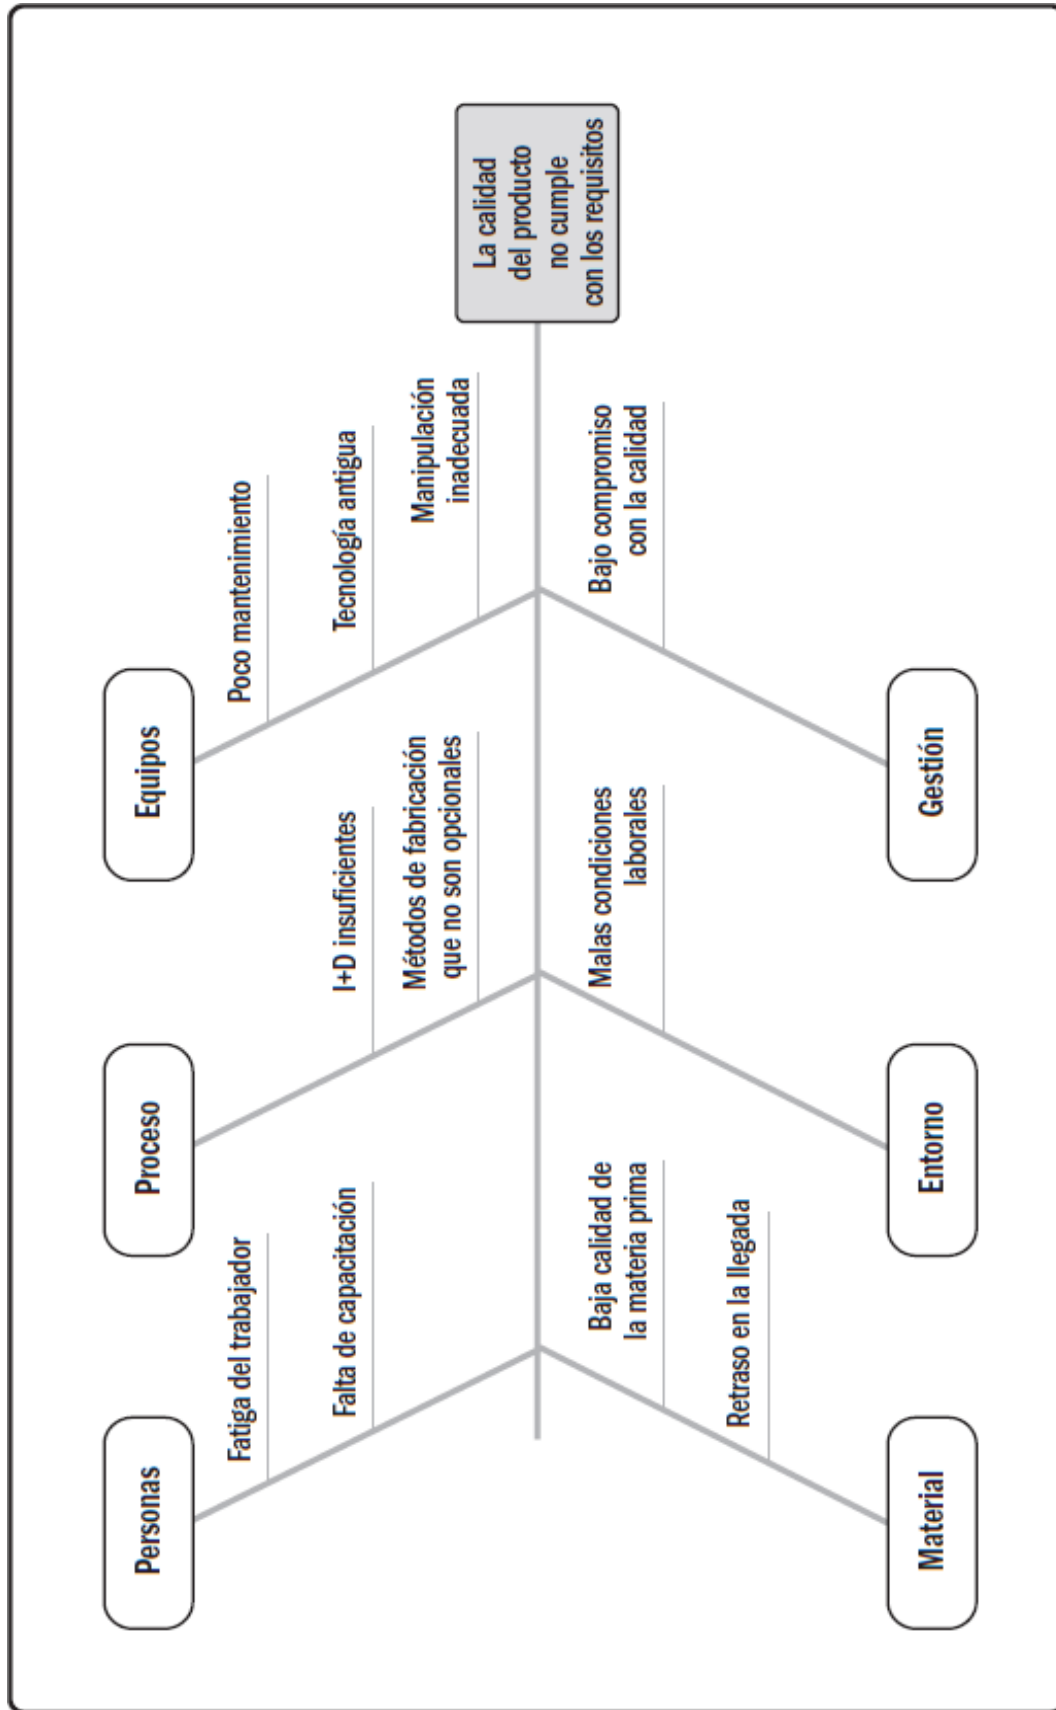 Personas
Proceso
Equipos
Fatiga del trabajador
Falta de capacitación
I+D insuficientes
Métodos de fabricación
que no son opcionales
Poco mantenimiento
Tecnología antigua
Manipulación
inadecuada
La calidad
del producto
no cumple
con los requisitos
Baja calidad de
la materia prima
Retraso en la llegada
Malas condiciones
laborales
Bajo compromiso
con la calidad
Material
Entorno
Gestión